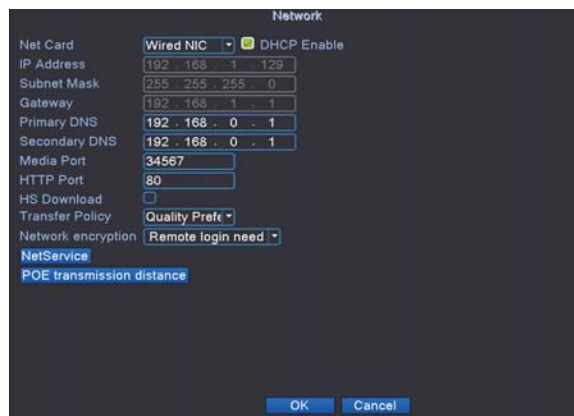 Network
Net Card Wired NIC DHCP Enable
IP Address 192 . 168 . 1 . 129
Subnet Mask 255 . 255 . 255 . 0
Gateway 192 . 168 . 1 . 1
Primary DNS 192 . 168 . 0 . 1
Secondary DNS 192 . 168 . 0 . 1
Media Port 34567
HTTP Port 80
HS Download
Transfer Policy Quality Prefe
Network encryption Remote login need
NetService
POE transmission distance
OK Cancel